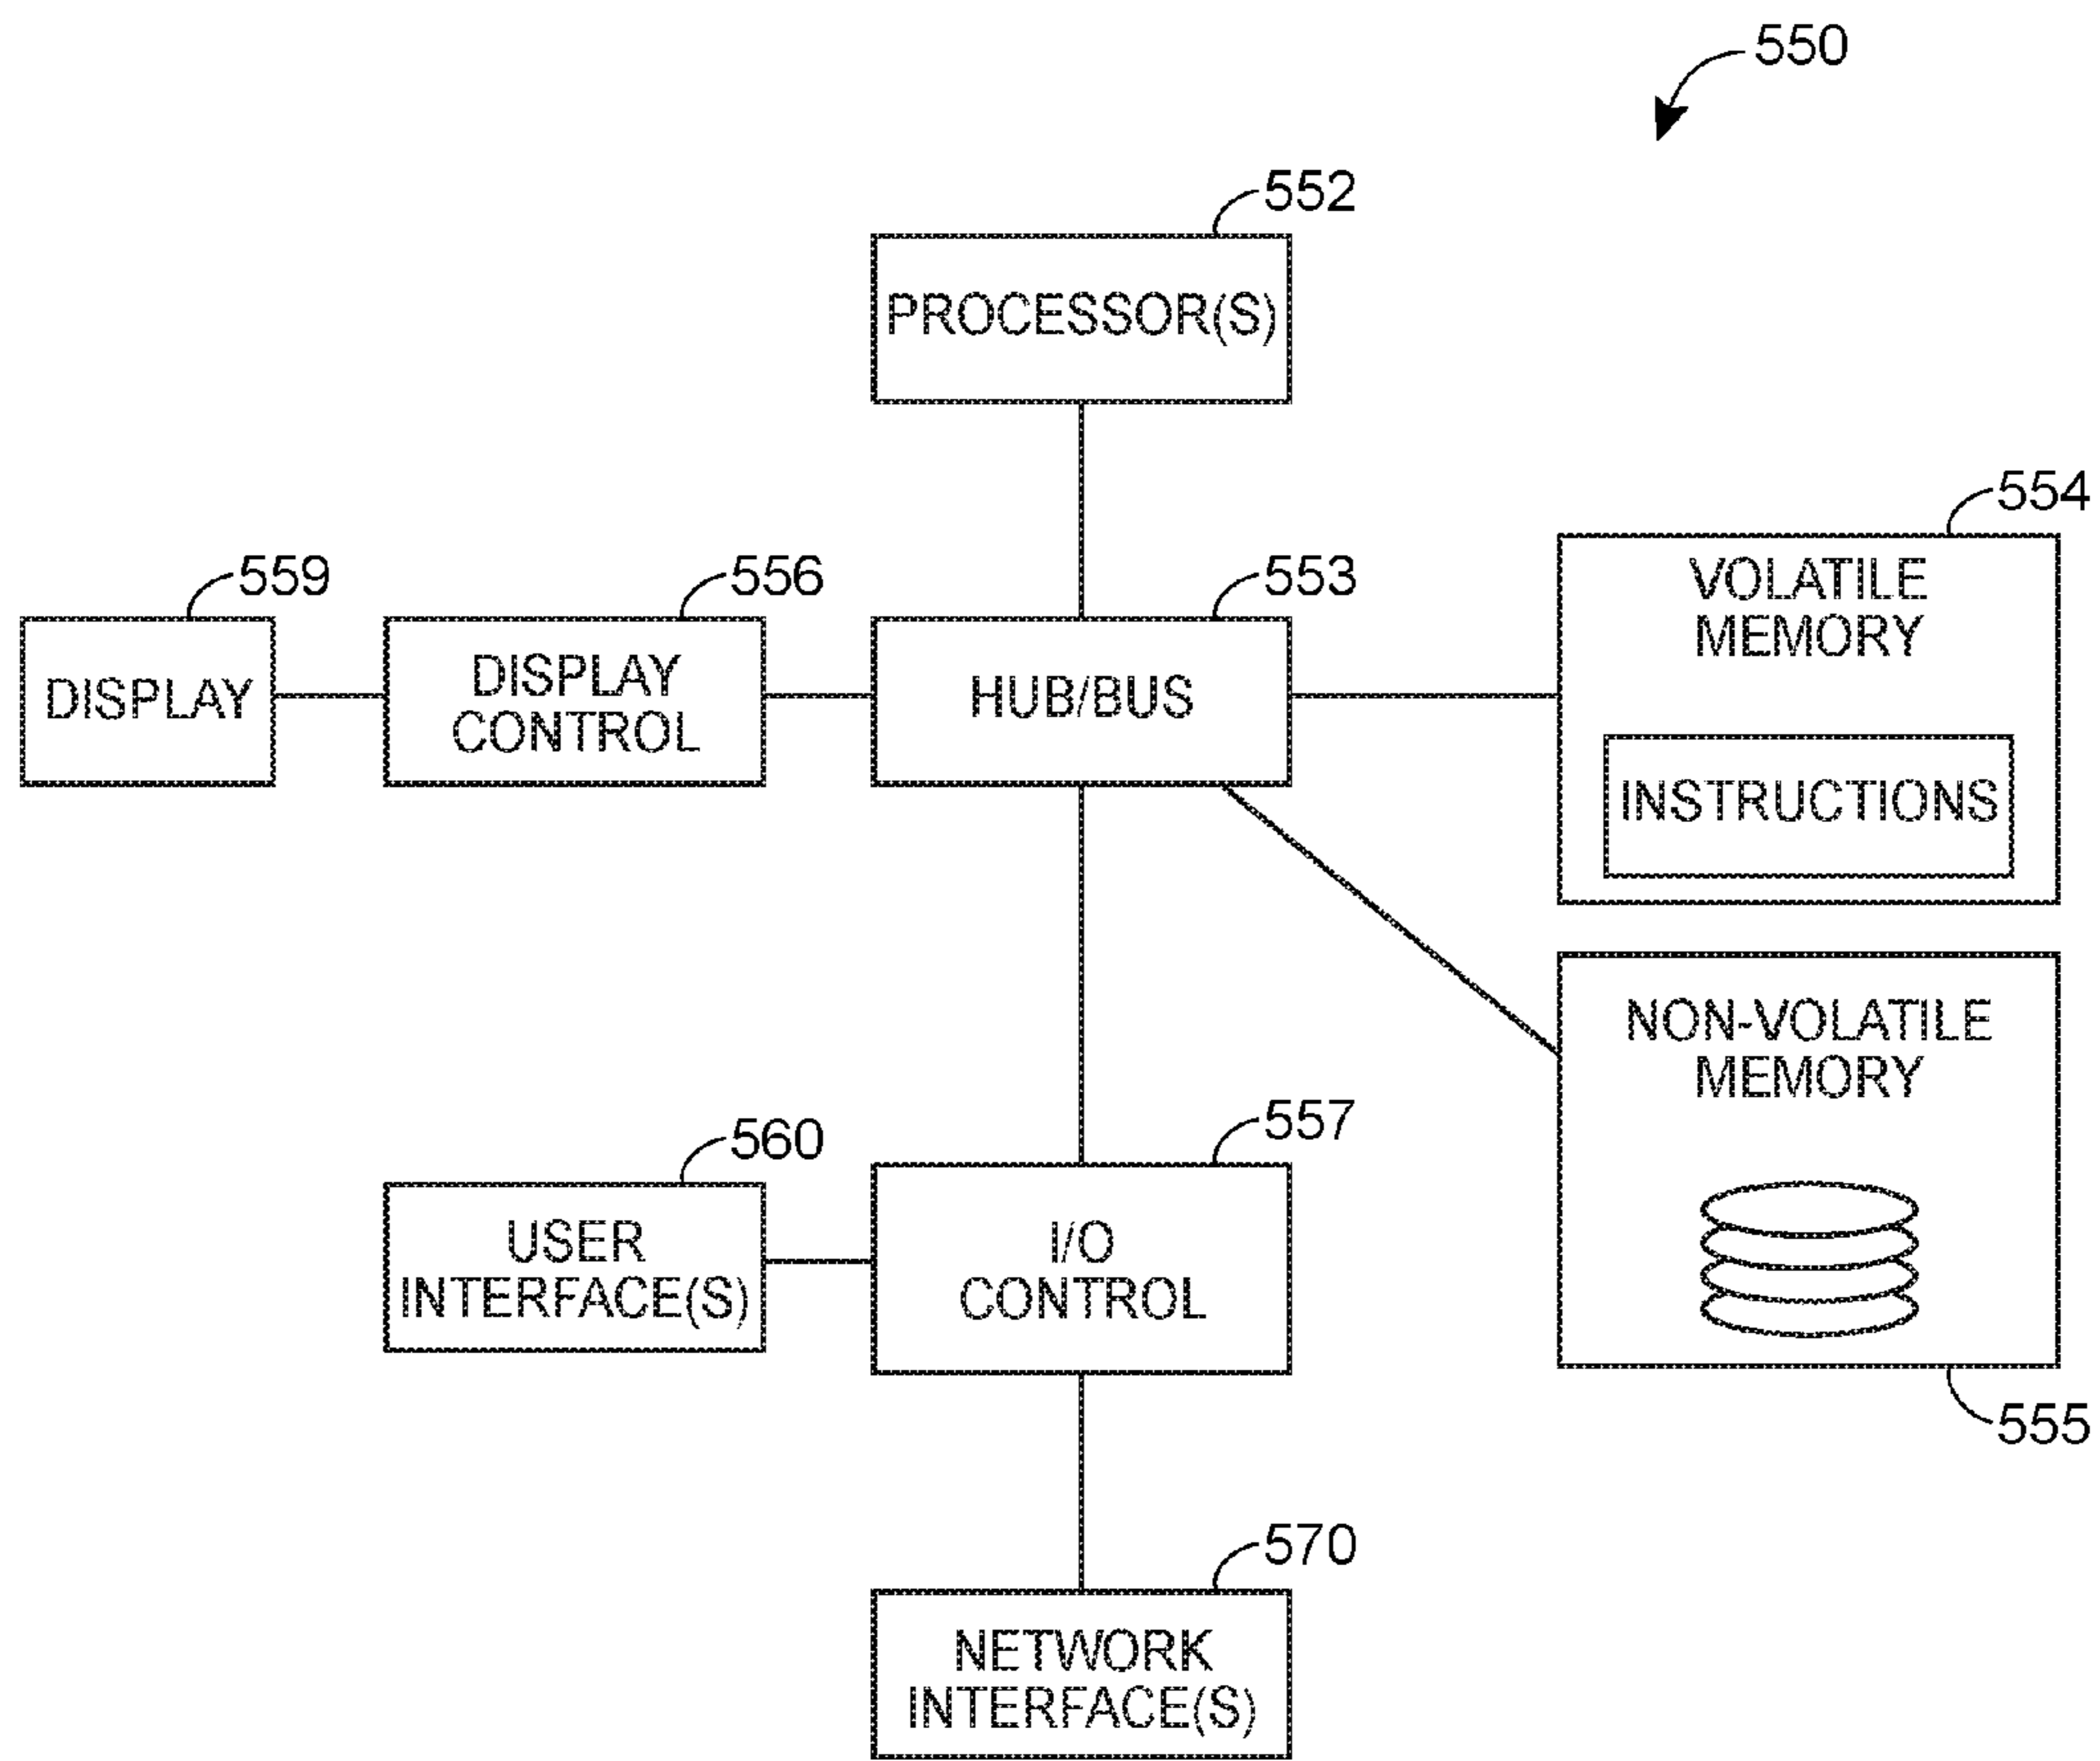 550
552
PROCESSOR(S)
554
VOLATILE
MEMORY
INSTRUCTIONS
559
DISPLAY
556
DISPLAY
CONTROL
553
HUB/BUS
NON-VOLATILE
MEMORY
555
560
USER
INTERFACE(S)
557
I/O
CONTROL
570
NETWORK
INTERFACE(S)